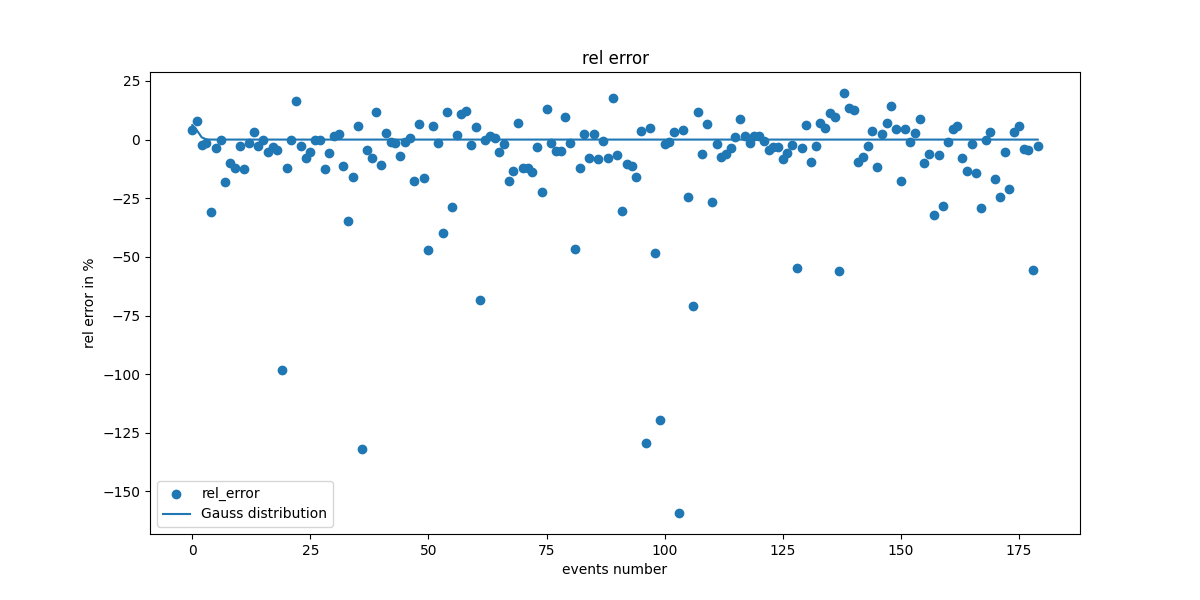 rel error
25
0
−25
−50
−75
−100
−125
−150
rel error in %
rel_error
Gauss distribution
0 25 50 75 100 125 150 175
events number